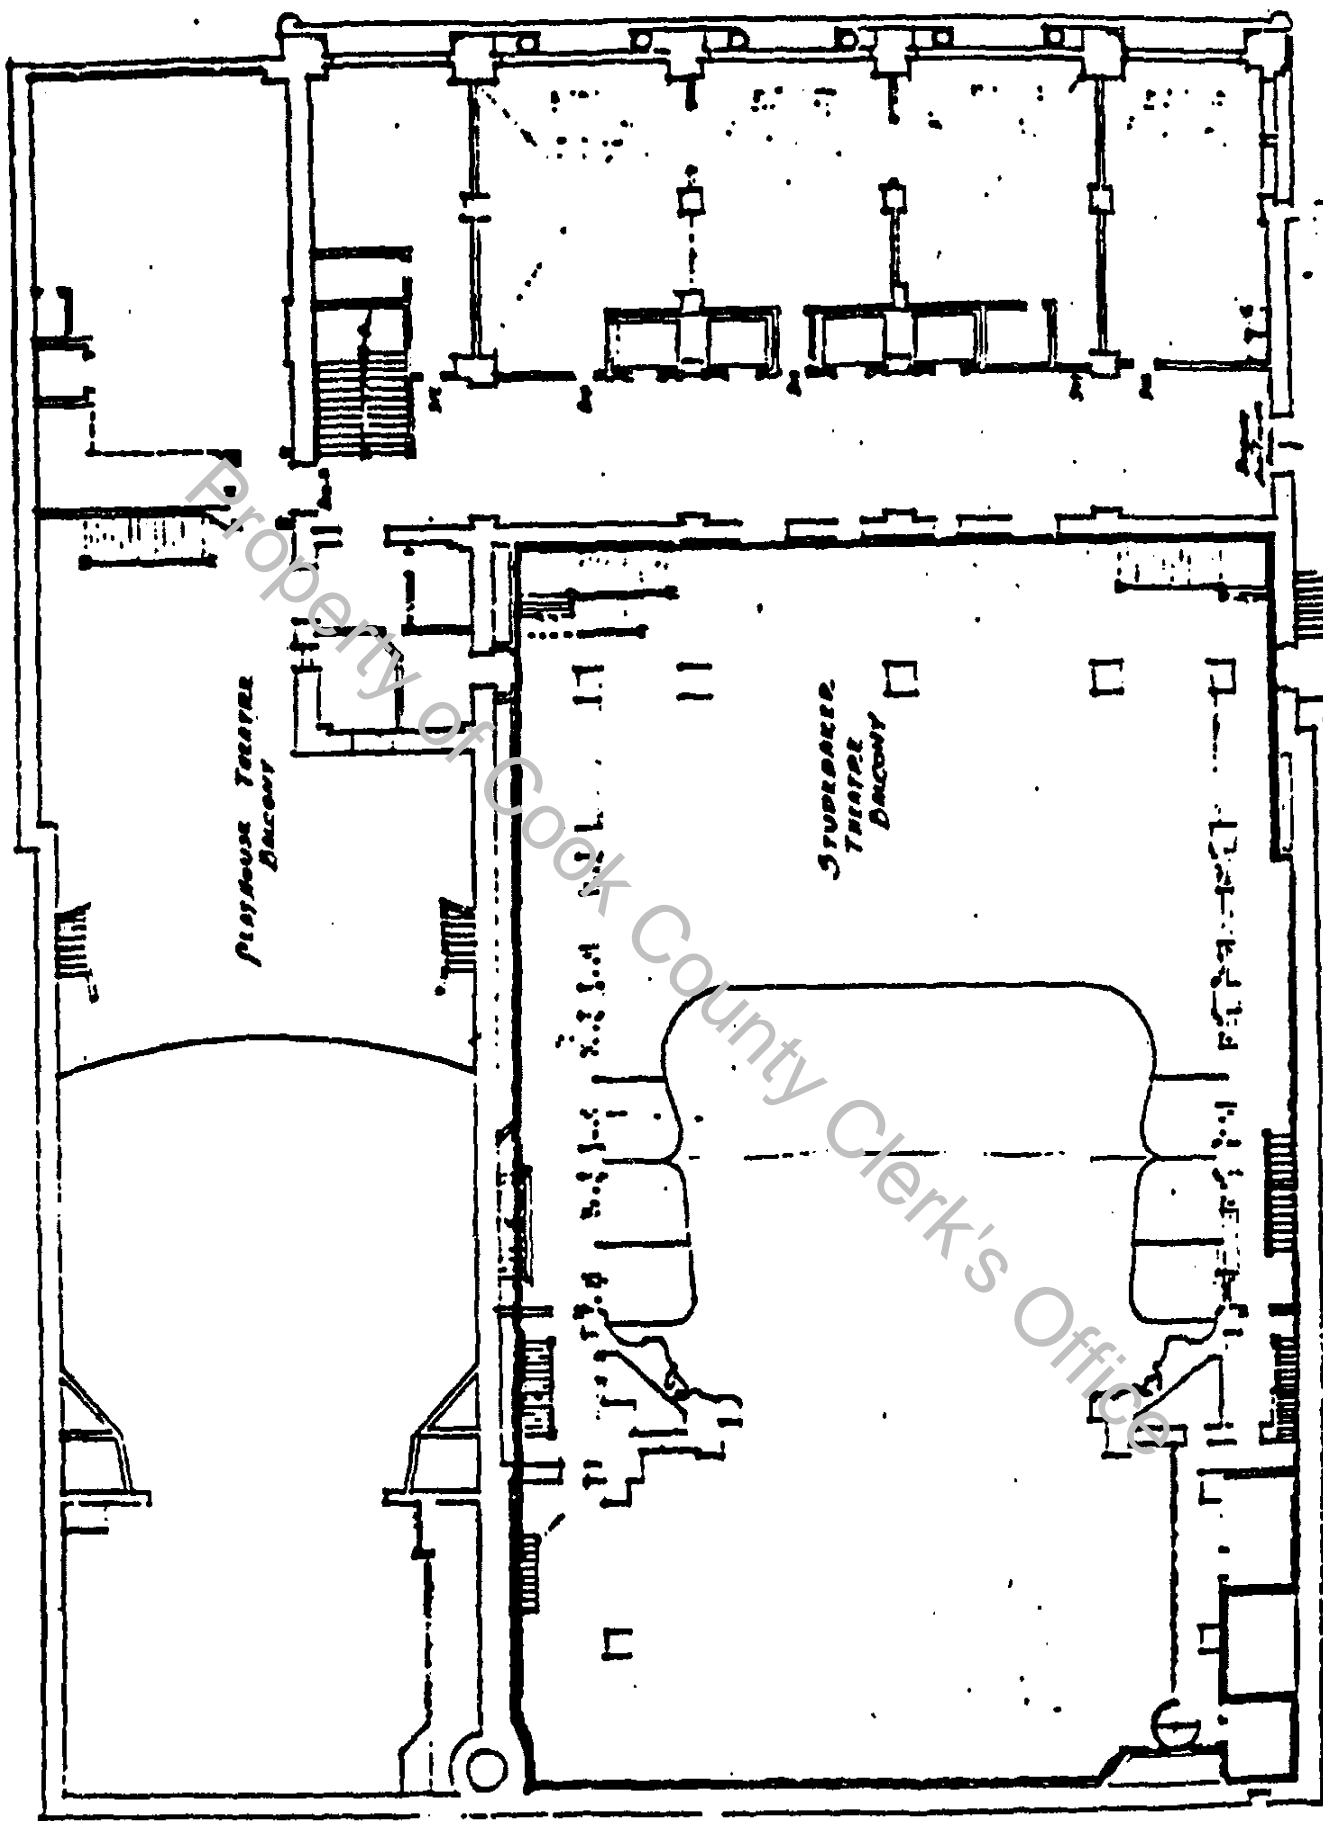 PLAYHOUSE THEATRE
BALCONY
STUDEBAKER
THEATRE
BALCONY
Property of Cook County Clerk's Office